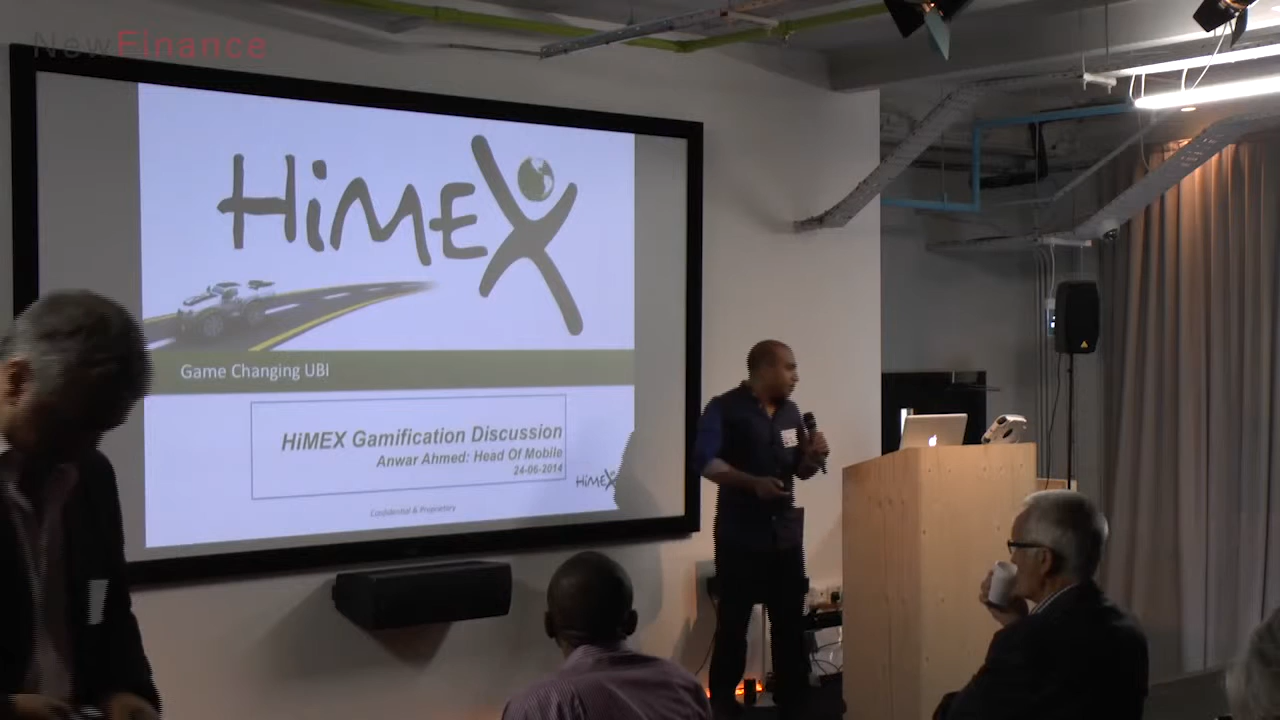 NewFinance
HiMEX
Game Changing UBI
HiMEX Gamification Discussion
Anwar Ahmed: Head Of Mobile
24-06-2014
HiMEX
Confidential & Proprietary